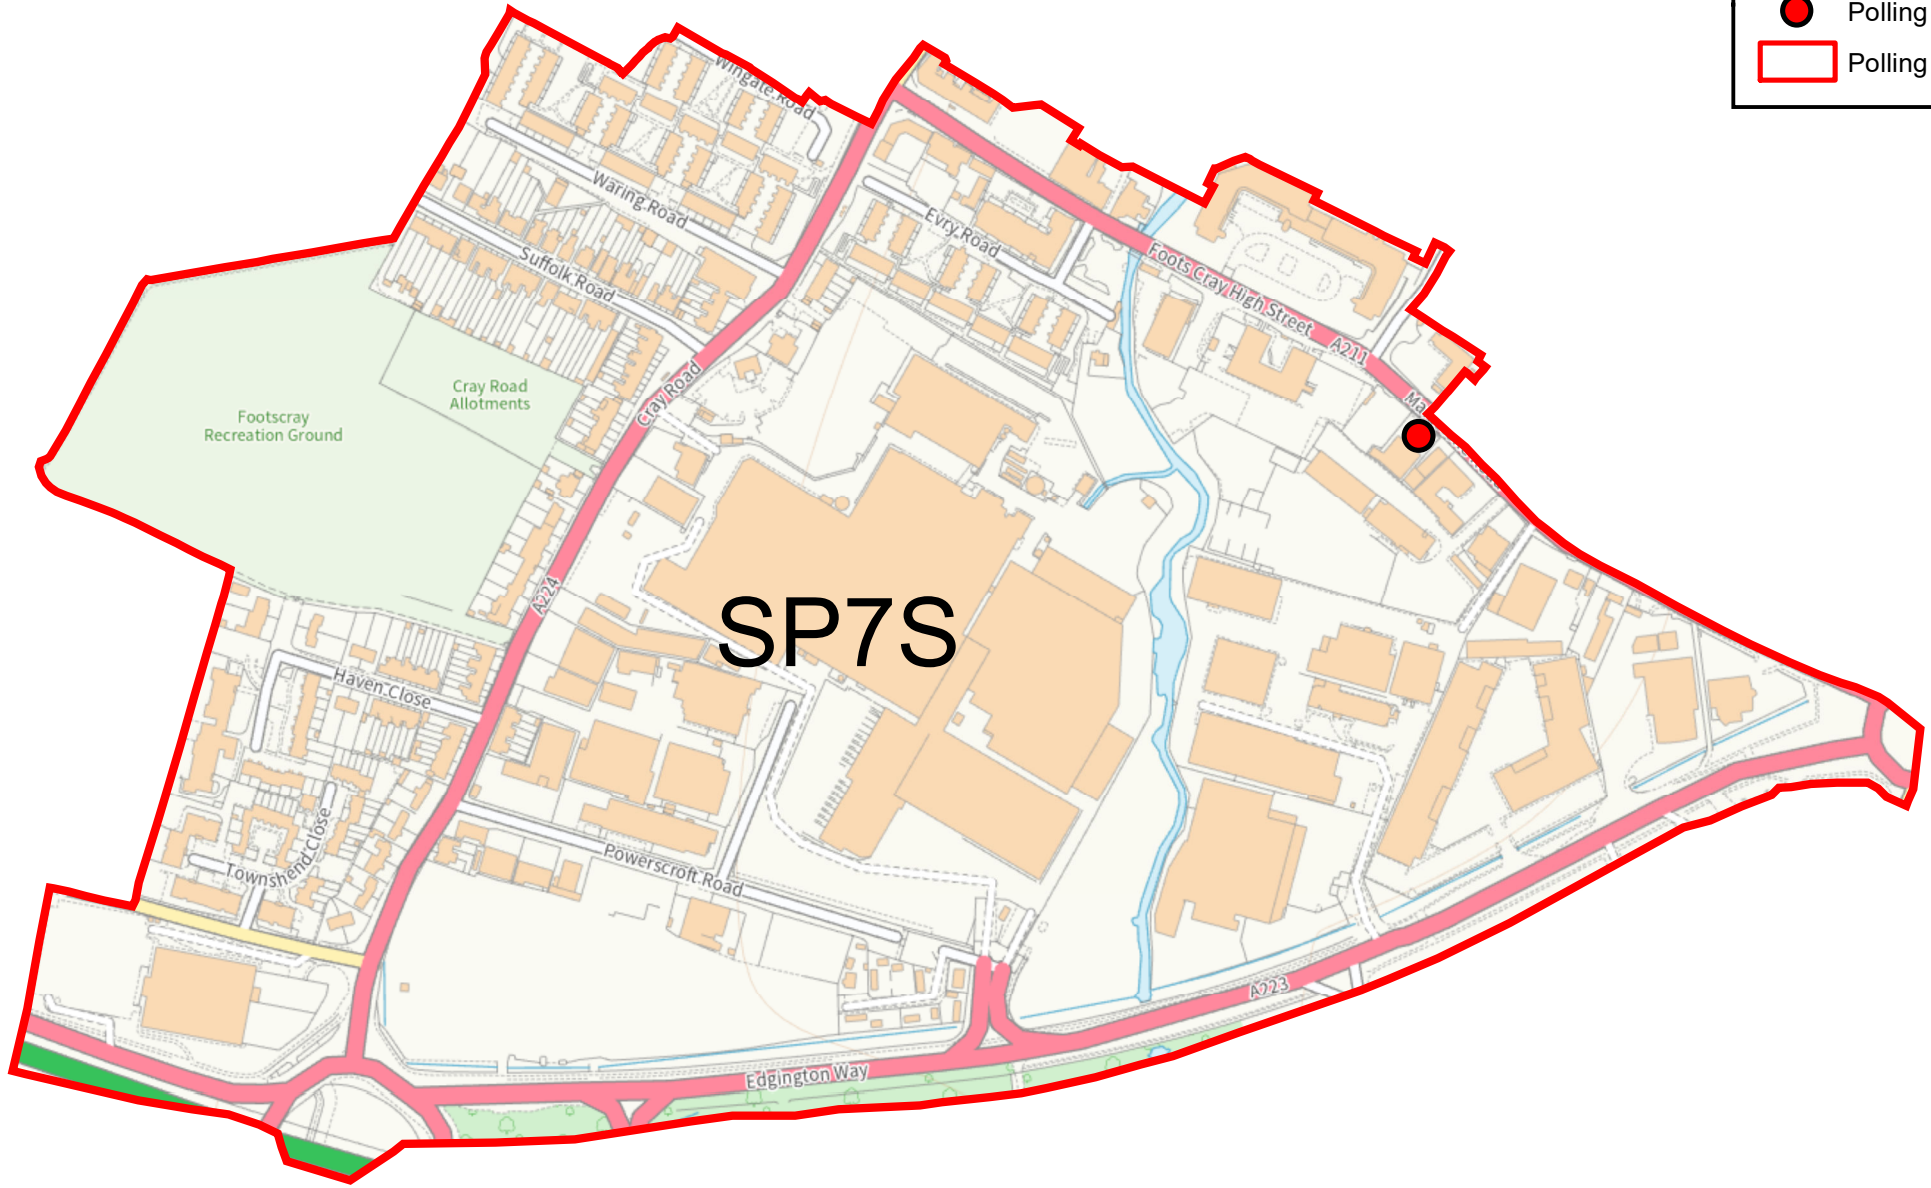 Polling
Polling
Wingate Road
Waring Road
Evry Road
Suffolk Road
Foots Cray High Street
A211
Ma
Cray Road
Allotments
Footscray
Recreation Ground
Cray Road
A224
SP7S
Haven Close
Townshend Close
Powerscroft Road
A223
Edgington Way